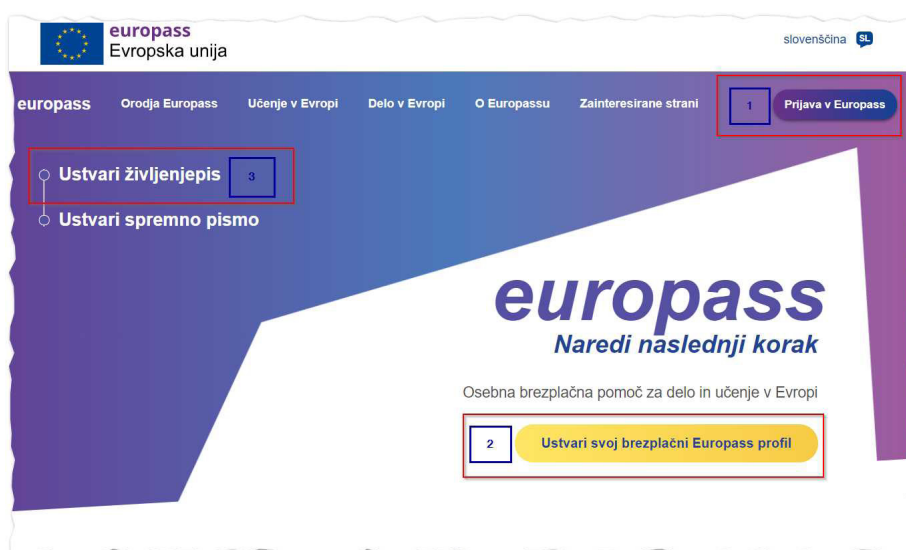 europass
Evropska unija
slovenščina SL
europass Orodja Europass Učenje v Evropi Delo v Evropi O Europassu Zainteresirane strani 1 Prijava v Europass
Ustvari življenjepis 3
Ustvari spremno pismo
europass
Naredi naslednji korak
Osebna brezplačna pomoč za delo in učenje v Evropi
2 Ustvari svoj brezplačni Europass profil